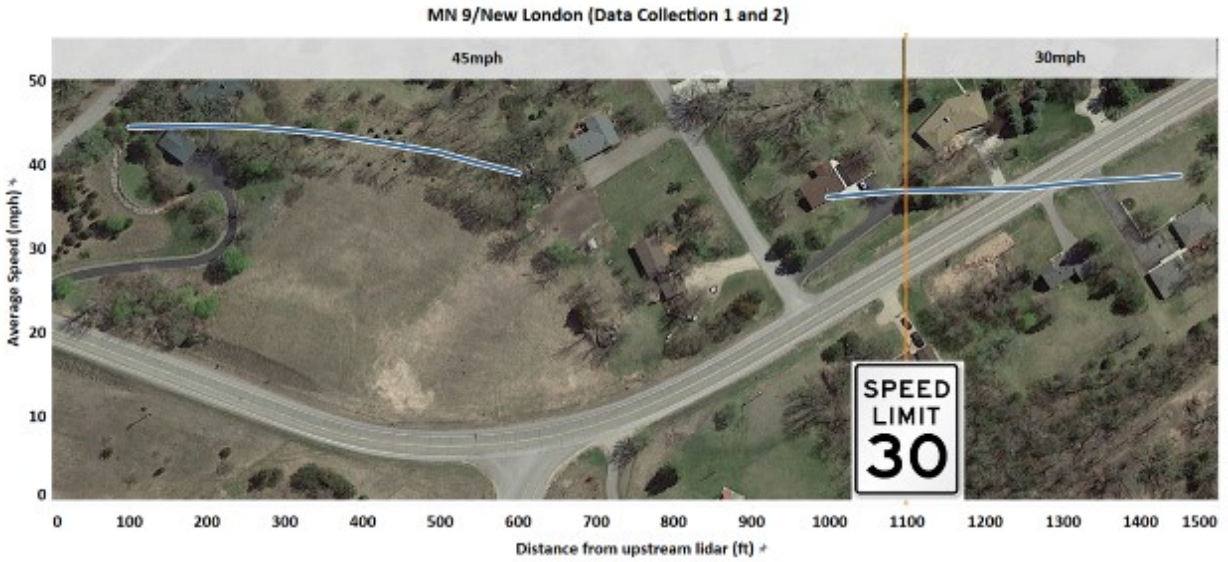 MN 9/New London (Data Collection 1 and 2)
45mph
30mph
50
40
30
20
10
0
Average Speed (mph)
SPEED
LIMIT
30
0 100 200 300 400 500 600 700 800 900 1000 1100 1200 1300 1400 1500
Distance from upstream lidar (ft)